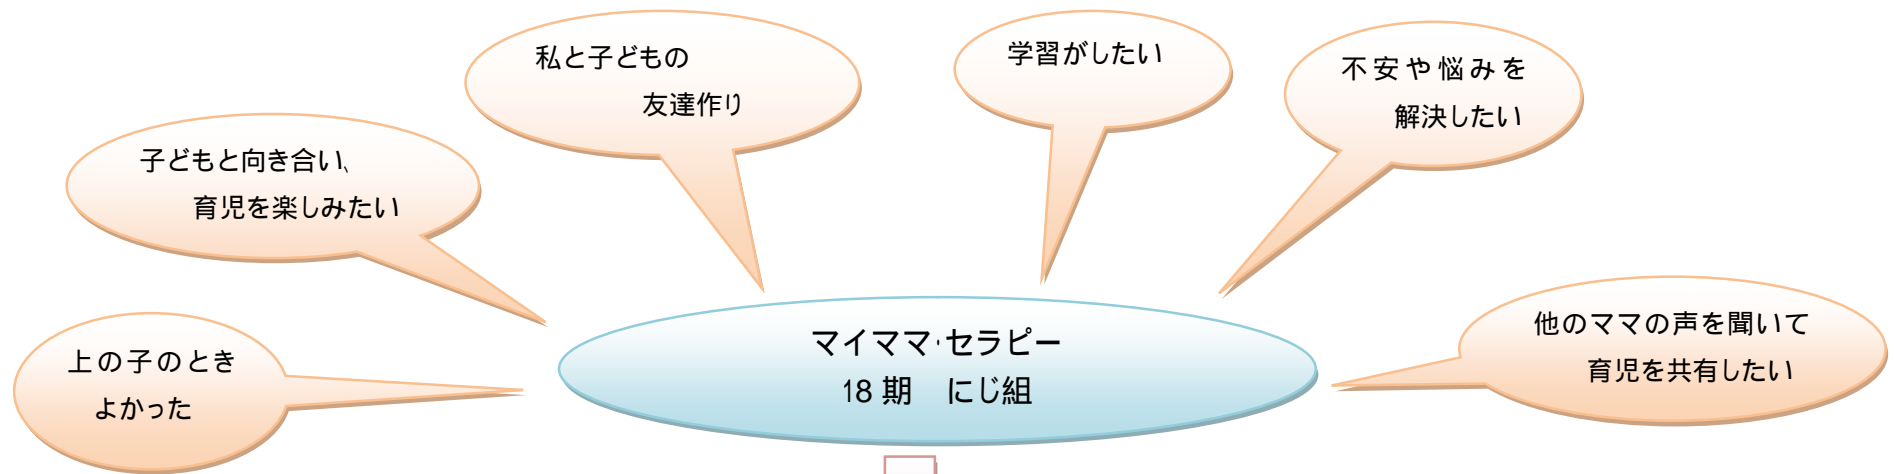 私と子どもの
友達作り
学習がしたい
不安や悩みを
解決したい
子どもと向き合い、
育児を楽しみたい
上の子のとき
よかった
マイママ・セラピー
18期 にじ組
他のママの声を聞いて
育児を共有したい